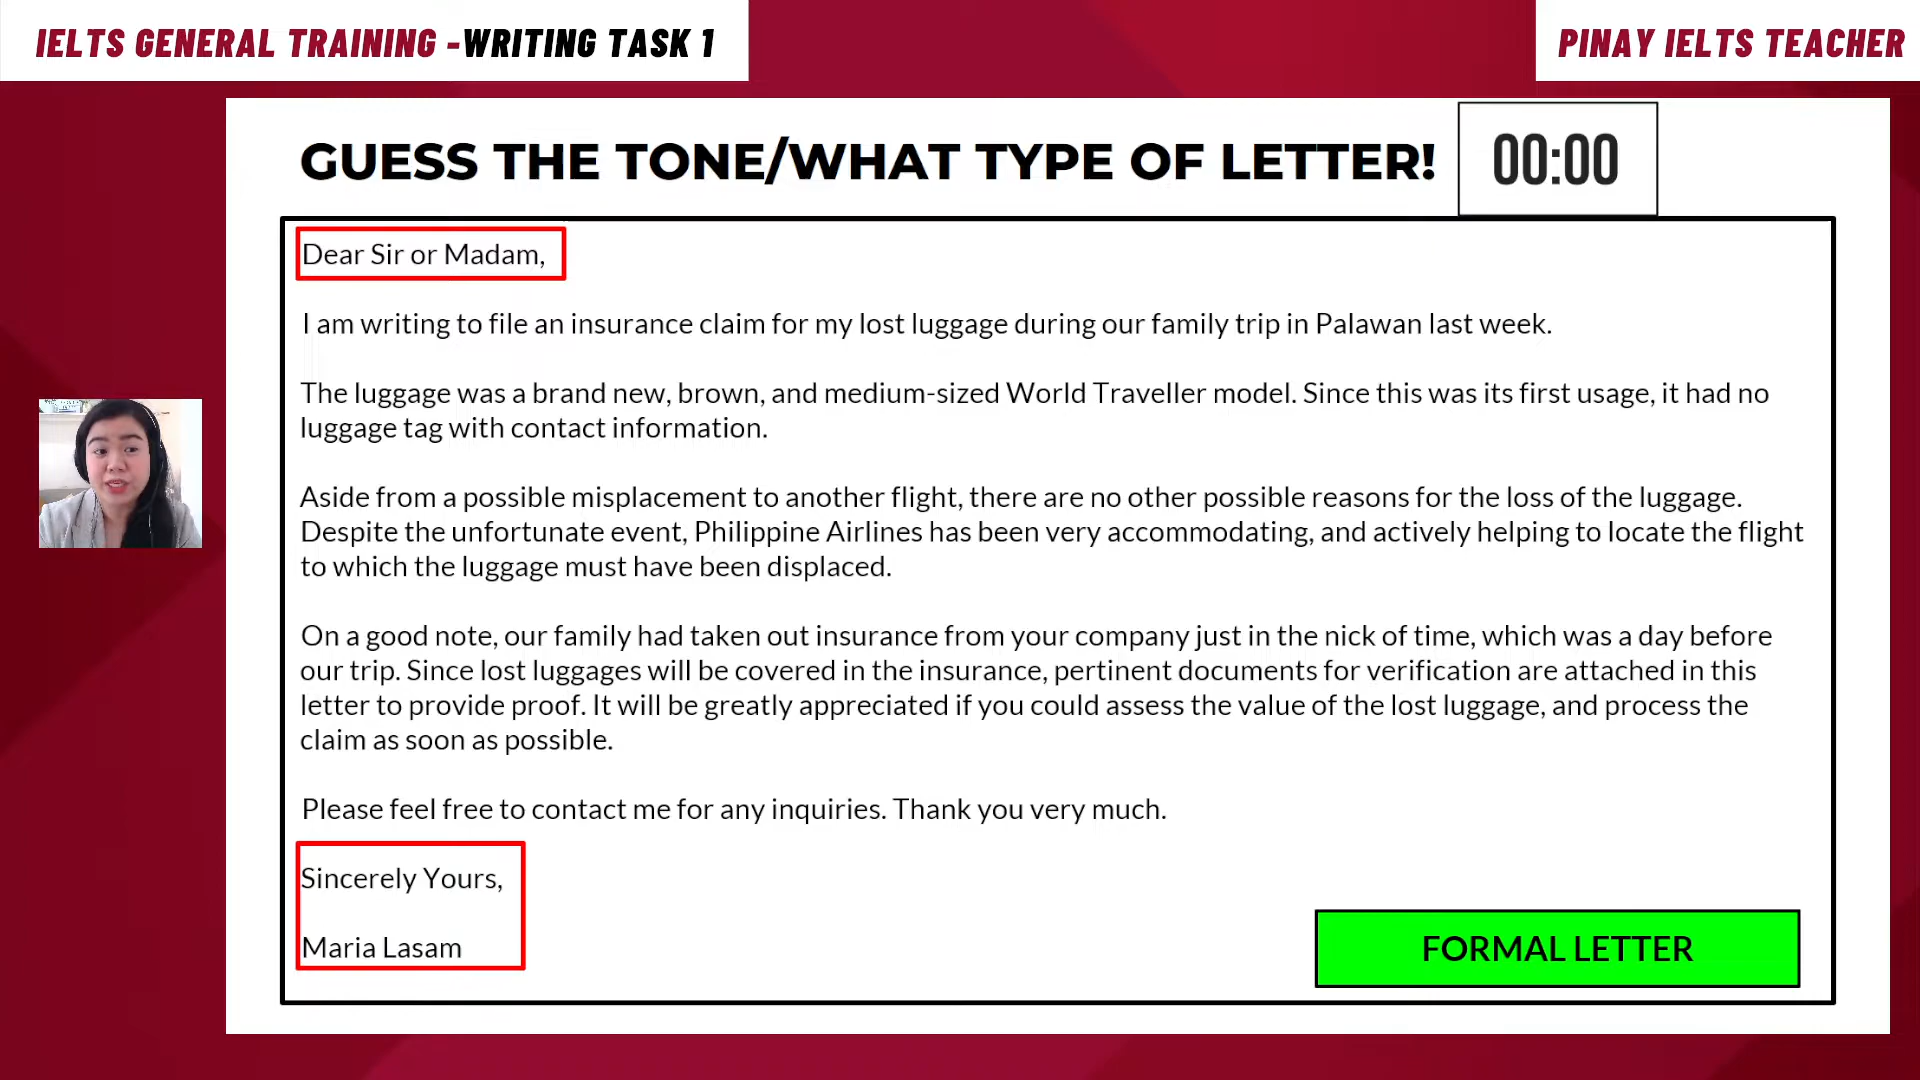 IELTS GENERAL TRAINING -WRITING TASK 1
PINAY IELTS TEACHER
GUESS THE TONE/WHAT TYPE OF LETTER!
00:00
Dear Sir or Madam,
I am writing to file an insurance claim for my lost luggage during our family trip in Palawan last week.
The luggage was a brand new, brown, and medium-sized World Traveller model. Since this was its first usage, it had no
luggage tag with contact information.
Aside from a possible misplacement to another flight, there are no other possible reasons for the loss of the luggage.
Despite the unfortunate event, Philippine Airlines has been very accommodating, and actively helping to locate the flight
to which the luggage must have been displaced.
On a good note, our family had taken out insurance from your company just in the nick of time, which was a day before
our trip. Since lost luggages will be covered in the insurance, pertinent documents for verification are attached in this
letter to provide proof. It will be greatly appreciated if you could assess the value of the lost luggage, and process the
claim as soon as possible.
Please feel free to contact me for any inquiries. Thank you very much.
Sincerely Yours,
Maria Lasam
FORMAL LETTER